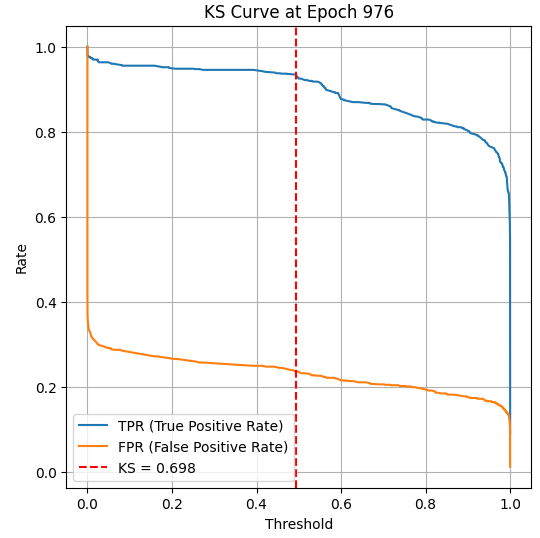 KS Curve at Epoch 976
Rate
1.0
0.8
0.6
0.4
0.2
0.0
TPR (True Positive Rate)
FPR (False Positive Rate)
KS = 0.698
0.0 0.2 0.4 0.6 0.8 1.0
Threshold